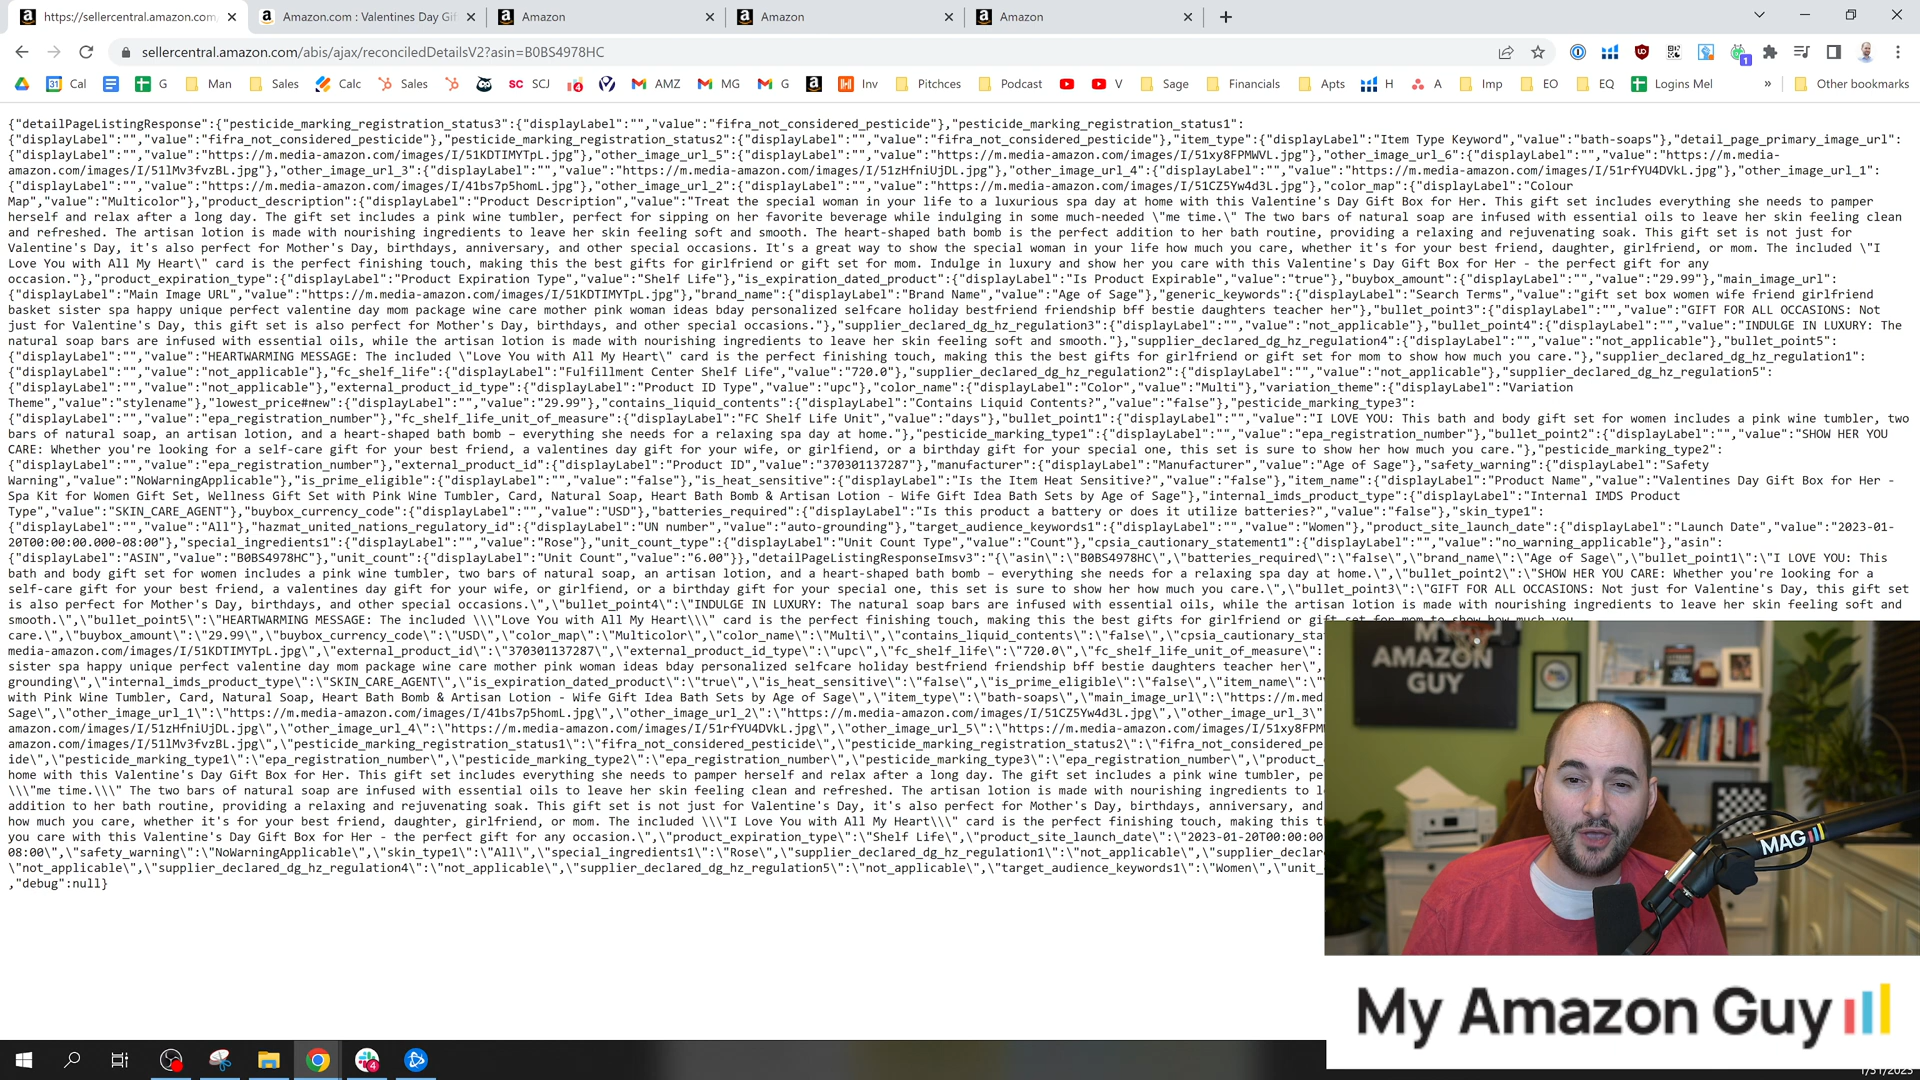 https://sellercentral.amazon.com
Amazon.com : Valentines Day Gif
Amazon
Amazon
Amazon
sellercentral.amazon.com/abis/ajax/reconciledDetailsV2?asin=B0BS4978HC
1
Cal
G
Man
Sales
Calc
Sales
SCJ
AMZ
MG
G
Inv
Pitchces
Podcast
V
Sage
Financials
Apts
H
A
Imp
EO
EQ
Logins Mel
»
Other bookmarks
{"detailPageListingResponse":{"pesticide_marking_registration_status3":{"displayLabel":"","value":"fifra_not_considered_pesticide"},"pesticide_marking_registration_status1":
{"displayLabel":"","value":"fifra_not_considered_pesticide"},"pesticide_marking_registration_status2":{"displayLabel":"","value":"fifra_not_considered_pesticide"},"item_type":{"displayLabel":"Item Type Keyword","value":"bath-soaps"},"detail_page_primary_image_url":
{"displayLabel":"","value":"https://m.media-amazon.com/images/I/51KDTIMYTpL.jpg"},"other_image_url_5":{"displayLabel":"","value":"https://m.media-amazon.com/images/I/51xy8FPMWVL.jpg"},"other_image_url_6":{"displayLabel":"","value":"https://m.media-
amazon.com/images/I/51lMv3fvzBL.jpg"},"other_image_url_3":{"displayLabel":"","value":"https://m.media-amazon.com/images/I/51zHfniUjDL.jpg"},"other_image_url_4":{"displayLabel":"","value":"https://m.media-amazon.com/images/I/51rfYU4DVkL.jpg"},"other_image_url_1":
{"displayLabel":"","value":"https://m.media-amazon.com/images/I/41bs7p5homL.jpg"},"other_image_url_2":{"displayLabel":"","value":"https://m.media-amazon.com/images/I/51CZ5Yw4d3L.jpg"},"color_map":{"displayLabel":"Colour
Map","value":"Multicolor"},"product_description":{"displayLabel":"Product Description","value":"Treat the special woman in your life to a luxurious spa day at home with this Valentine's Day Gift Box for Her. This gift set includes everything she needs to pamper
herself and relax after a long day. The gift set includes a pink wine tumbler, perfect for sipping on her favorite beverage while indulging in some much-needed \"me time.\" The two bars of natural soap are infused with essential oils to leave her skin feeling clean
and refreshed. The artisan lotion is made with nourishing ingredients to leave her skin feeling soft and smooth. The heart-shaped bath bomb is the perfect addition to her bath routine, providing a relaxing and rejuvenating soak. This gift set is not just for
Valentine's Day, it's also perfect for Mother's Day, birthdays, anniversary, and other special occasions. It's a great way to show the special woman in your life how much you care, whether it's for your best friend, daughter, girlfriend, or mom. The included \"I
Love You with All My Heart\" card is the perfect finishing touch, making this the best gifts for girlfriend or gift set for mom. Indulge in luxury and show her you care with this Valentine's Day Gift Box for Her - the perfect gift for any
occasion."},"product_expiration_type":{"displayLabel":"Product Expiration Type","value":"Shelf Life"},"is_expiration_dated_product":{"displayLabel":"Is Product Expirable","value":"true"},"buybox_amount":{"displayLabel":"","value":"29.99"},"main_image_url":
{"displayLabel":"Main Image URL","value":"https://m.media-amazon.com/images/I/51KDTIMYTpL.jpg"},"brand_name":{"displayLabel":"Brand Name","value":"Age of Sage"},"generic_keywords":{"displayLabel":"Search Terms","value":"gift set box women wife friend girlfriend
basket sister spa happy unique perfect valentine day mom package wine care mother pink woman ideas bday personalized selfcare holiday bestfriend friendship bff bestie daughters teacher her"},"bullet_point3":{"displayLabel":"","value":"GIFT FOR ALL OCCASIONS: Not
just for Valentine's Day, this gift set is also perfect for Mother's Day, birthdays, and other special occasions."},"supplier_declared_dg_hz_regulation3":{"displayLabel":"","value":"not_applicable"},"bullet_point4":{"displayLabel":"","value":"INDULGE IN LUXURY: The
natural soap bars are infused with essential oils, while the artisan lotion is made with nourishing ingredients to leave her skin feeling soft and smooth."},"supplier_declared_dg_hz_regulation4":{"displayLabel":"","value":"not_applicable"},"bullet_point5":
{"displayLabel":"","value":"HEARTWARMING MESSAGE: The included \"Love You with All My Heart\" card is the perfect finishing touch, making this the best gifts for girlfriend or gift set for mom to show how much you care."},"supplier_declared_dg_hz_regulation1":
{"displayLabel":"","value":"not_applicable"},"fc_shelf_life":{"displayLabel":"Fulfillment Center Shelf Life","value":"720.0"},"supplier_declared_dg_hz_regulation2":{"displayLabel":"","value":"not_applicable"},"supplier_declared_dg_hz_regulation5":
{"displayLabel":"","value":"not_applicable"},"external_product_id_type":{"displayLabel":"Product ID Type","value":"upc"},"color_name":{"displayLabel":"Color","value":"Multi"},"variation_theme":{"displayLabel":"Variation
Theme","value":"stylename"},"lowest_price#new":{"displayLabel":"","value":"29.99"},"contains_liquid_contents":{"displayLabel":"Contains Liquid Contents?","value":"false"},"pesticide_marking_type3":
{"displayLabel":"","value":"epa_registration_number"},"fc_shelf_life_unit_of_measure":{"displayLabel":"FC Shelf Life Unit","value":"days"},"bullet_point1":{"displayLabel":"","value":"I LOVE YOU: This bath and body gift set for women includes a pink wine tumbler, two
bars of natural soap, an artisan lotion, and a heart-shaped bath bomb – everything she needs for a relaxing spa day at home."},"pesticide_marking_type1":{"displayLabel":"","value":"epa_registration_number"},"bullet_point2":{"displayLabel":"","value":"SHOW HER YOU
CARE: Whether you're looking for a self-care gift for your best friend, a valentines day gift for your wife, or girlfiend, or a birthday gift for your special one, this set is sure to show her how much you care."},"pesticide_marking_type2":
{"displayLabel":"","value":"epa_registration_number"},"external_product_id":{"displayLabel":"Product ID","value":"370301137287"},"manufacturer":{"displayLabel":"Manufacturer","value":"Age of Sage"},"safety_warning":{"displayLabel":"Safety
Warning","value":"NoWarningApplicable"},"is_prime_eligible":{"displayLabel":"","value":"false"},"is_heat_sensitive":{"displayLabel":"Is the Item Heat Sensitive?","value":"false"},"item_name":{"displayLabel":"Product Name","value":"Valentines Day Gift Box for Her -
Spa Kit for Women Gift Set, Wellness Gift Set with Pink Wine Tumbler, Card, Natural Soap, Heart Bath Bomb & Artisan Lotion - Wife Gift Idea Bath Sets by Age of Sage"},"internal_imds_product_type":{"displayLabel":"Internal IMDS Product
Type","value":"SKIN_CARE_AGENT"},"buybox_currency_code":{"displayLabel":"","value":"USD"},"batteries_required":{"displayLabel":"Is this product a battery or does it utilize batteries?","value":"false"},"skin_type1":
{"displayLabel":"","value":"All"},"hazmat_united_nations_regulatory_id":{"displayLabel":"UN number","value":"auto-grounding"},"target_audience_keywords1":{"displayLabel":"","value":"Women"},"product_site_launch_date":{"displayLabel":"Launch Date","value":"2023-01-
20T00:00:00.000-08:00"},"special_ingredients1":{"displayLabel":"","value":"Rose"},"unit_count_type":{"displayLabel":"Unit Count Type","value":"Count"},"cpsia_cautionary_statement1":{"displayLabel":"","value":"no_warning_applicable"},"asin":
{"displayLabel":"ASIN","value":"B0BS4978HC"},"unit_count":{"displayLabel":"Unit Count","value":"6.00"}},"detailPageListingResponseImsv3":"{\"asin\":\"B0BS4978HC\",\"batteries_required\":\"false\",\"brand_name\":\"Age of Sage\",\"bullet_point1\":\"I LOVE YOU: This
bath and body gift set for women includes a pink wine tumbler, two bars of natural soap, an artisan lotion, and a heart-shaped bath bomb – everything she needs for a relaxing spa day at home.\",\"bullet_point2\":\"SHOW HER YOU CARE: Whether you're looking for a
self-care gift for your best friend, a valentines day gift for your wife, or girlfiend, or a birthday gift for your special one, this set is sure to show her how much you care.\",\"bullet_point3\":\"GIFT FOR ALL OCCASIONS: Not just for Valentine's Day, this gift set
is also perfect for Mother's Day, birthdays, and other special occasions.\",\"bullet_point4\":\"INDULGE IN LUXURY: The natural soap bars are infused with essential oils, while the artisan lotion is made with nourishing ingredients to leave her skin feeling soft and
smooth.\",\"bullet_point5\":\"HEARTWARMING MESSAGE: The included \\\"Love You with All My Heart\\\" card is the perfect finishing touch, making this the best gifts for girlfriend or gift set for mom to show how much you
care.\",\"buybox_amount\":\"29.99\",\"buybox_currency_code\":\"USD\",\"color_map\":\"Multicolor\",\"color_name\":\"Multi\",\"contains_liquid_contents\":\"false\",\"cpsia_cautionary_sta
media-amazon.com/images/I/51KDTIMYTpL.jpg\",\"external_product_id\":\"370301137287\",\"external_product_id_type\":\"upc\",\"fc_shelf_life\":\"720.0\",\"fc_shelf_life_unit_of_measure\":
sister spa happy unique perfect valentine day mom package wine care mother pink woman ideas bday personalized selfcare holiday bestfriend friendship bff bestie daughters teacher her\",
grounding\",\"internal_imds_product_type\":\"SKIN_CARE_AGENT\",\"is_expiration_dated_product\":\"true\",\"is_heat_sensitive\":\"false\",\"is_prime_eligible\":\"false\",\"item_name\":\"
with Pink Wine Tumbler, Card, Natural Soap, Heart Bath Bomb & Artisan Lotion - Wife Gift Idea Bath Sets by Age of Sage\",\"item_type\":\"bath-soaps\",\"main_image_url\":\"https://m.med
Sage\",\"other_image_url_1\":\"https://m.media-amazon.com/images/I/41bs7p5homL.jpg\",\"other_image_url_2\":\"https://m.media-amazon.com/images/I/51CZ5Yw4d3L.jpg\",\"other_image_url_3\"
amazon.com/images/I/51zHfniUjDL.jpg\",\"other_image_url_4\":\"https://m.media-amazon.com/images/I/51rfYU4DVkL.jpg\",\"other_image_url_5\":\"https://m.media-amazon.com/images/I/51xy8FPM
amazon.com/images/I/51lMv3fvzBL.jpg\",\"pesticide_marking_registration_status1\":\"fifra_not_considered_pesticide\",\"pesticide_marking_registration_status2\":\"fifra_not_considered_pe
ide\",\"pesticide_marking_type1\":\"epa_registration_number\",\"pesticide_marking_type2\":\"epa_registration_number\",\"pesticide_marking_type3\":\"epa_registration_number\",\"product_
home with this Valentine's Day Gift Box for Her. This gift set includes everything she needs to pamper herself and relax after a long day. The gift set includes a pink wine tumbler, pe
\\\"me time.\\\" The two bars of natural soap are infused with essential oils to leave her skin feeling clean and refreshed. The artisan lotion is made with nourishing ingredients to l
addition to her bath routine, providing a relaxing and rejuvenating soak. This gift set is not just for Valentine's Day, it's also perfect for Mother's Day, birthdays, anniversary, and
how much you care, whether it's for your best friend, daughter, girlfriend, or mom. The included \\\"I Love You with All My Heart\\\" card is the perfect finishing touch, making this t
you care with this Valentine's Day Gift Box for Her - the perfect gift for any occasion.\",\"product_expiration_type\":\"Shelf Life\",\"product_site_launch_date\":\"2023-01-20T00:00:00
08:00\",\"safety_warning\":\"NoWarningApplicable\",\"skin_type1\":\"All\",\"special_ingredients1\":\"Rose\",\"supplier_declared_dg_hz_regulation1\":\"not_applicable\",\"supplier_declar
\"not_applicable\",\"supplier_declared_dg_hz_regulation4\":\"not_applicable\",\"supplier_declared_dg_hz_regulation5\":\"not_applicable\",\"target_audience_keywords1\":\"Women\",\"unit_
,"debug":null}
MY
AMAZON
GUY
MAG
My Amazon Guy
4
1/31/2023